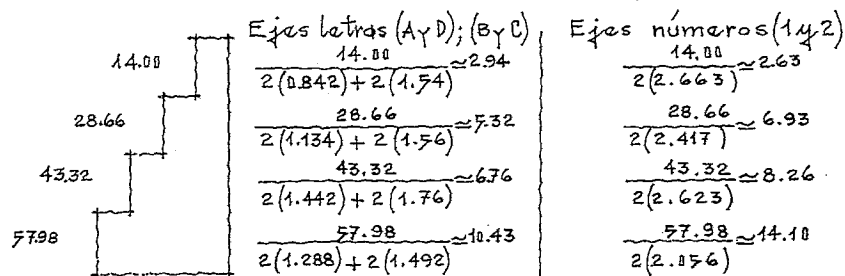 Ejes letras (A y D); (B y C)
14.00
14.00 / 2(0.842) + 2(1.54) ≃ 2.94
28.66
28.66 / 2(1.134) + 2(1.56) ≃ 5.32
43.32
43.32 / 2(1.442) + 2(1.76) ≃ 6.76
57.98
57.98 / 2(1.288) + 2(1.492) ≃ 10.43
Ejes números (1 y 2)
14.00 / 2(2.663) ≃ 2.63
28.66 / 2(2.417) ≃ 6.93
43.32 / 2(2.623) ≃ 8.26
57.98 / 2(2.056) ≃ 14.10